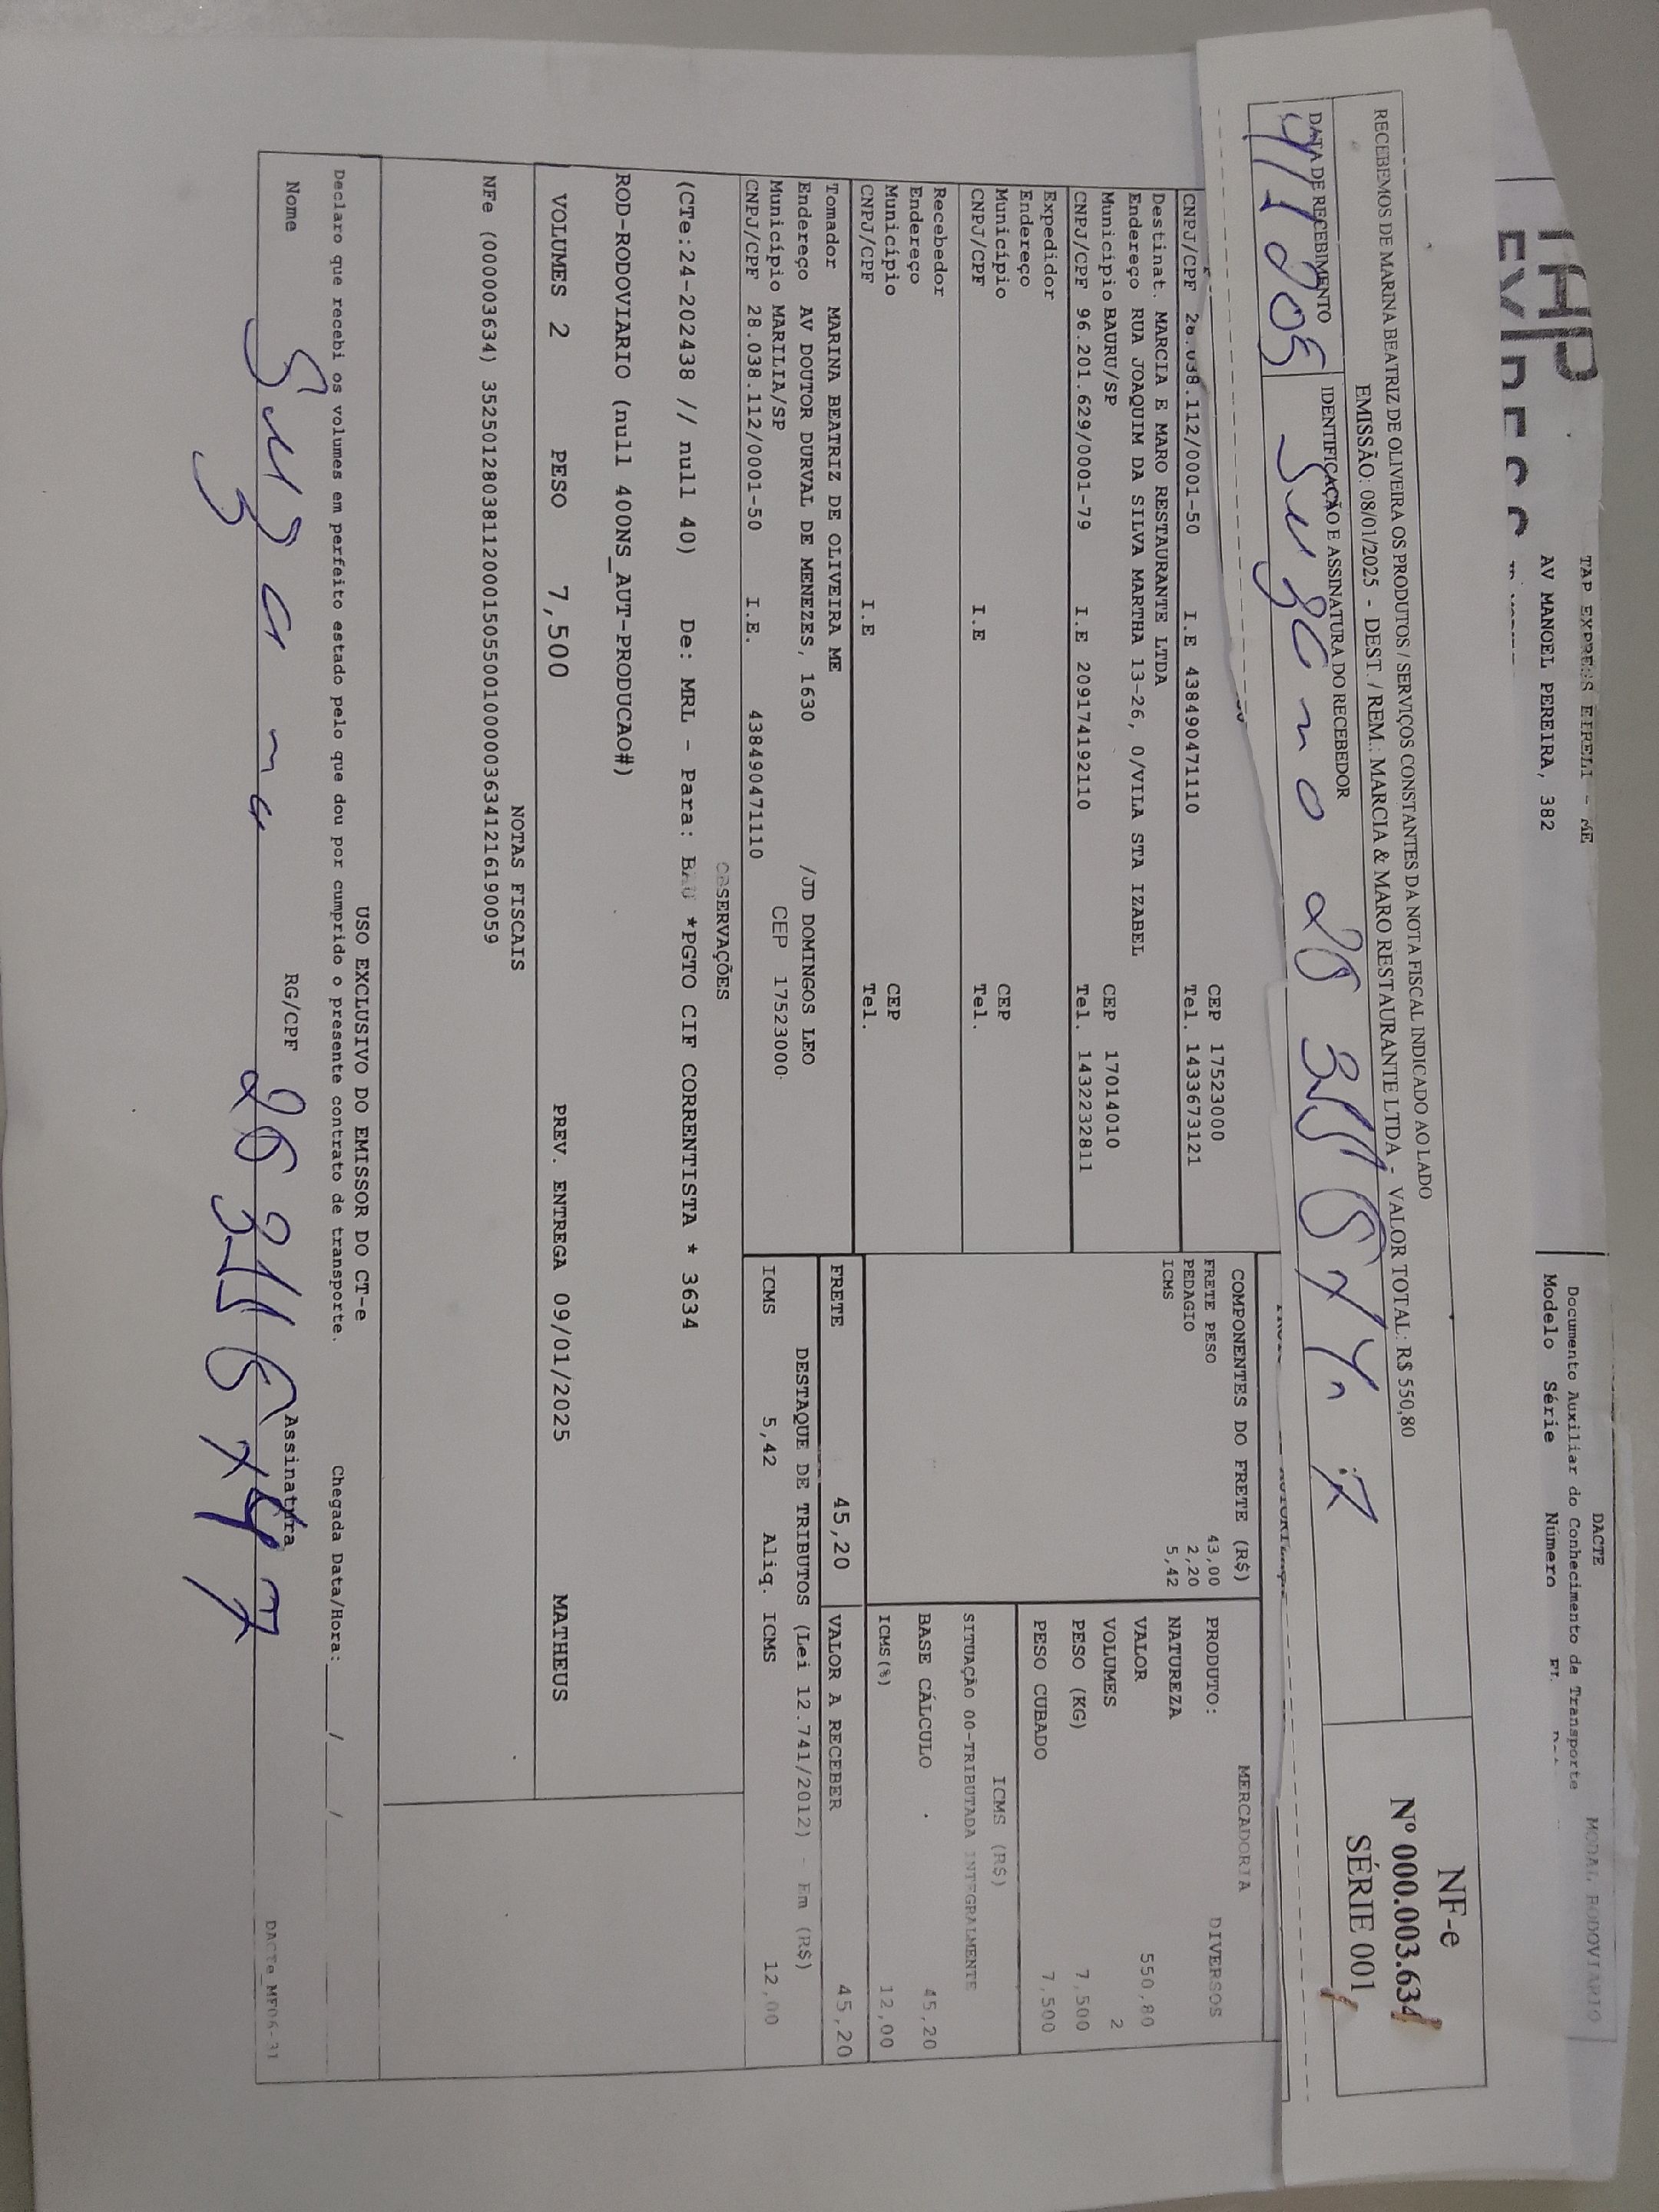 TAP EXPRESS EIRELI - ME
AV MANOEL PEREIRA, 382
DACTE
Documento Auxiliar do Conhecimento de Transporte
Modelo Série Número
MODAL RODOVIARIO
RECEBEMOS DE MARINA BEATRIZ DE OLIVEIRA OS PRODUTOS / SERVIÇOS CONSTANTES DA NOTA FISCAL INDICADO AO LADO
EMISSÃO: 08/01/2025 - DEST. / REM.: MARCIA & MARO RESTAURANTE LTDA - VALOR TOTAL: R$ 550,80
DATA DE RECEBIMENTO
IDENTIFICAÇÃO E ASSINATURA DO RECEBEDOR
NF-e
Nº 000.003.634
SÉRIE 001
CEP 17523000
CNPJ/CPF 28.038.112/0001-50 I.E 438490471110 Tel. 1433673121
Destinat. MARCIA E MARO RESTAURANTE LTDA
Endereço RUA JOAQUIM DA SILVA MARTHA 13-26, 0/VILA STA IZABEL
Município BAURU/SP CEP 17014010
CNPJ/CPF 96.201.629/0001-79 I.E 209174192110 Tel. 1432232811
Expedidor
Endereço
Município CEP
CNPJ/CPF I.E Tel.
Recebedor
Endereço
Município CEP
CNPJ/CPF I.E Tel.
Tomador MARINA BEATRIZ DE OLIVEIRA ME
Endereço AV DOUTOR DURVAL DE MENEZES, 1630 /JD DOMINGOS LEO
Município MARILIA/SP CEP 17523000
CNPJ/CPF 28.038.112/0001-50 I.E. 438490471110
COMPONENTES DO FRETE (R$)
FRETE PESO 43,00
PEDAGIO 2,20
ICMS 5,42
MERCADORIA
PRODUTO: DIVERSOS
NATUREZA
VALOR 550,80
VOLUMES 2
PESO (KG) 7,500
PESO CUBADO 7,500
ICMS (R$)
SITUAÇÃO 00-TRIBUTADA INTEGRALMENTE
BASE CÁLCULO 45,20
ICMS(%) 12,00
FRETE 45,20 VALOR A RECEBER 45,20
DESTAQUE DE TRIBUTOS (Lei 12.741/2012) - Em (R$)
ICMS 5,42 Aliq. ICMS 12,00
OBSERVAÇÕES
(CTe:24-202438 // null 40) De: MRL - Para: BAU *PGTO CIF CORRENTISTA * 3634
ROD-RODOVIARIO (null 400NS_AUT-PRODUCAO#)
VOLUMES 2 PESO 7,500 PREV. ENTREGA 09/01/2025 MATHEUS
NOTAS FISCAIS
NFe (000003634) 35250128038112000150550010000036341216190059
USO EXCLUSIVO DO EMISSOR DO CT-e
Declaro que recebi os volumes em perfeito estado pelo que dou por cumprido o presente contrato de transporte. Chegada Data/Hora:____/____/
Nome RG/CPF Assinatura
DACTe_MF06-31